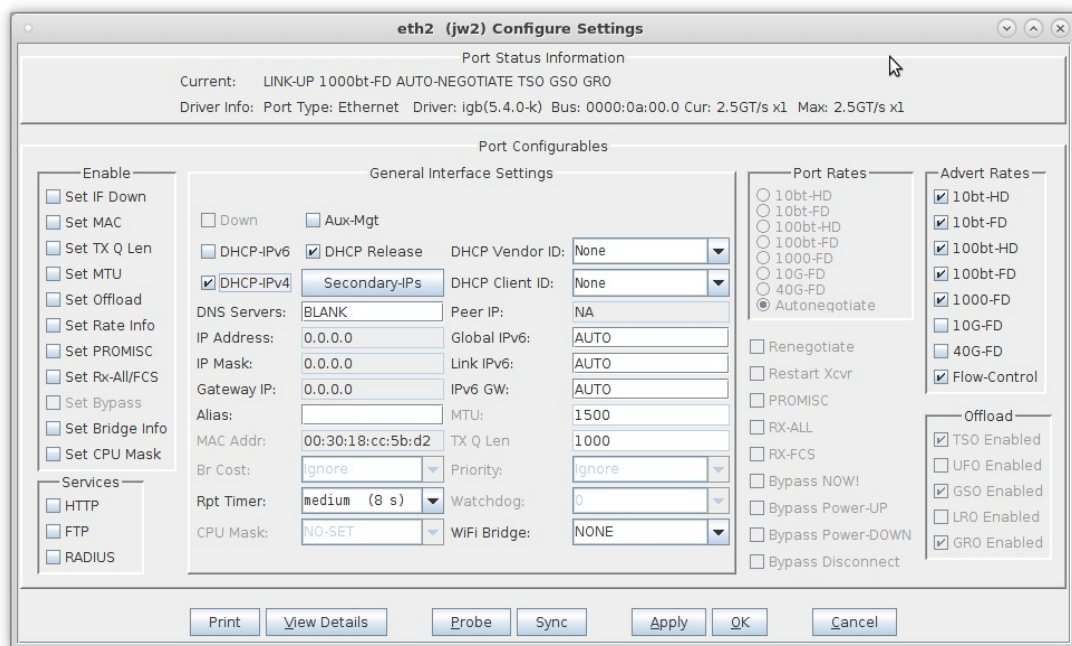 eth2 (jw2) Configure Settings
Port Status Information
Current: LINK-UP 1000bt-FD AUTO-NEGOTIATE TSO GSO GRO
Driver Info: Port Type: Ethernet Driver: igb(5.4.0-k) Bus: 0000:0a:00.0 Cur: 2.5GT/s x1 Max: 2.5GT/s x1
Port Configurables
Enable
Set IF Down
Set MAC
Set TX Q Len
Set MTU
Set Offload
Set Rate Info
Set PROMISC
Set Rx-All/FCS
Set Bypass
Set Bridge Info
Set CPU Mask
Services
HTTP
FTP
RADIUS
General Interface Settings
Down Aux-Mgt
DHCP-IPv6 DHCP Release DHCP Vendor ID: None
DHCP-IPv4 Secondary-IPs DHCP Client ID: None
DNS Servers: BLANK Peer IP: NA
IP Address: 0.0.0.0 Global IPv6: AUTO
IP Mask: 0.0.0.0 Link IPv6: AUTO
Gateway IP: 0.0.0.0 IPv6 GW: AUTO
Alias: MTU: 1500
MAC Addr: 00:30:18:cc:5b:d2 TX Q Len 1000
Br Cost: Ignore Priority: Ignore
Rpt Timer: medium (8 s) Watchdog: 0
CPU Mask: NO-SET WiFi Bridge: NONE
Port Rates
10bt-HD
10bt-FD
100bt-HD
100bt-FD
1000-FD
10G-FD
40G-FD
Autonegotiate
Renegotiate
Restart Xcvr
PROMISC
RX-ALL
RX-FCS
Bypass NOW!
Bypass Power-UP
Bypass Power-DOWN
Bypass Disconnect
Advert Rates
10bt-HD
10bt-FD
100bt-HD
100bt-FD
1000-FD
10G-FD
40G-FD
Flow-Control
Offload
TSO Enabled
UFO Enabled
GSO Enabled
LRO Enabled
GRO Enabled
Print View Details Probe Sync Apply OK Cancel